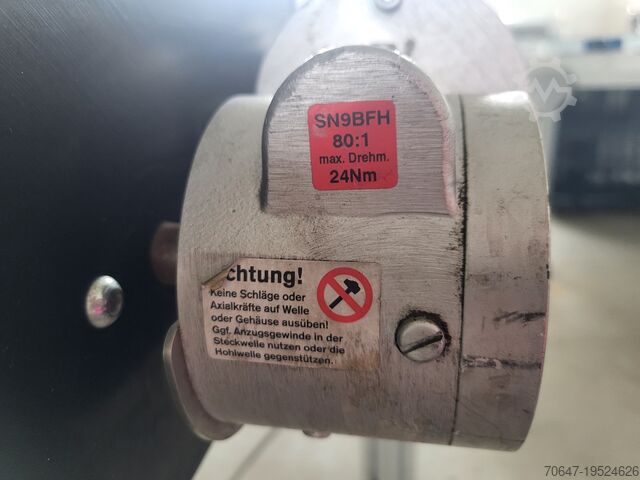 SN9BFH
80:1
max. Drehm.
24Nm
chtung!
Keine Schläge oder
Axialkräfte auf Welle
oder Gehäuse ausüben!
Ggf. Anzugsgewinde in der
Steckwelle nutzen oder die
Hohlwelle gegenstützen.
70647-19524626